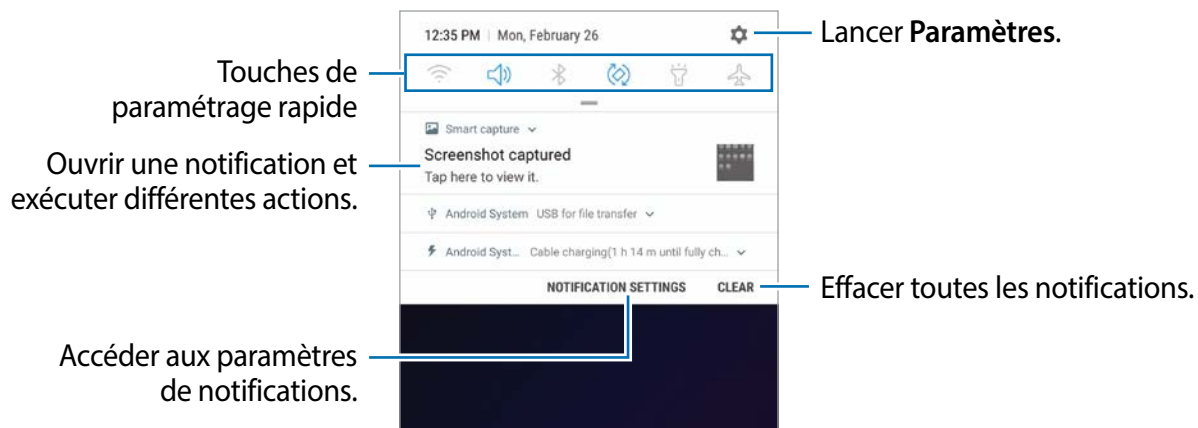 12:35 PM | Mon, February 26
Lancer Paramètres.
Touches de
paramétrage rapide
Smart capture
Screenshot captured
Tap here to view it.
Ouvrir une notification et
exécuter différentes actions.
Android System USB for file transfer
Android Syst... Cable charging(1 h 14 m until fully ch...
NOTIFICATION SETTINGS CLEAR
Effacer toutes les notifications.
Accéder aux paramètres
de notifications.